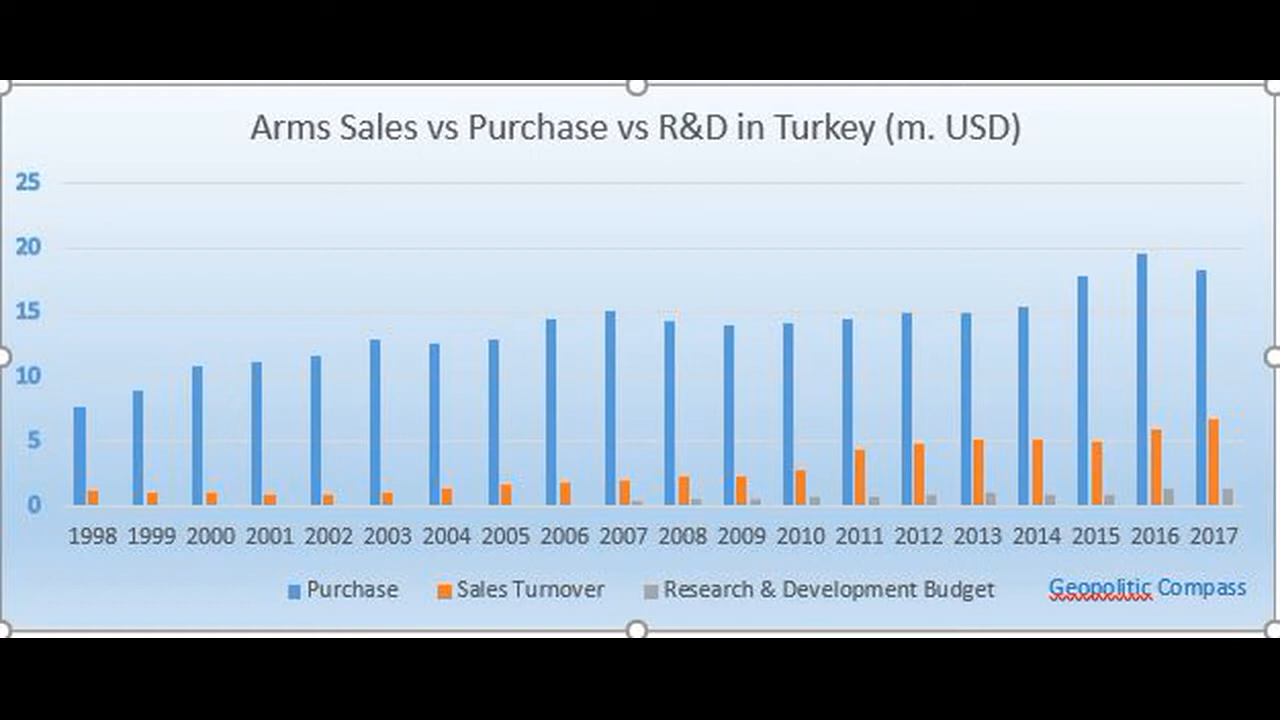 Arms Sales vs Purchase vs R&D in Turkey (m. USD)
25
20
15
10
5
0
1998 1999 2000 2001 2002 2003 2004 2005 2006 2007 2008 2009 2010 2011 2012 2013 2014 2015 2016 2017
Purchase Sales Turnover Research & Development Budget Geopolitic Compass